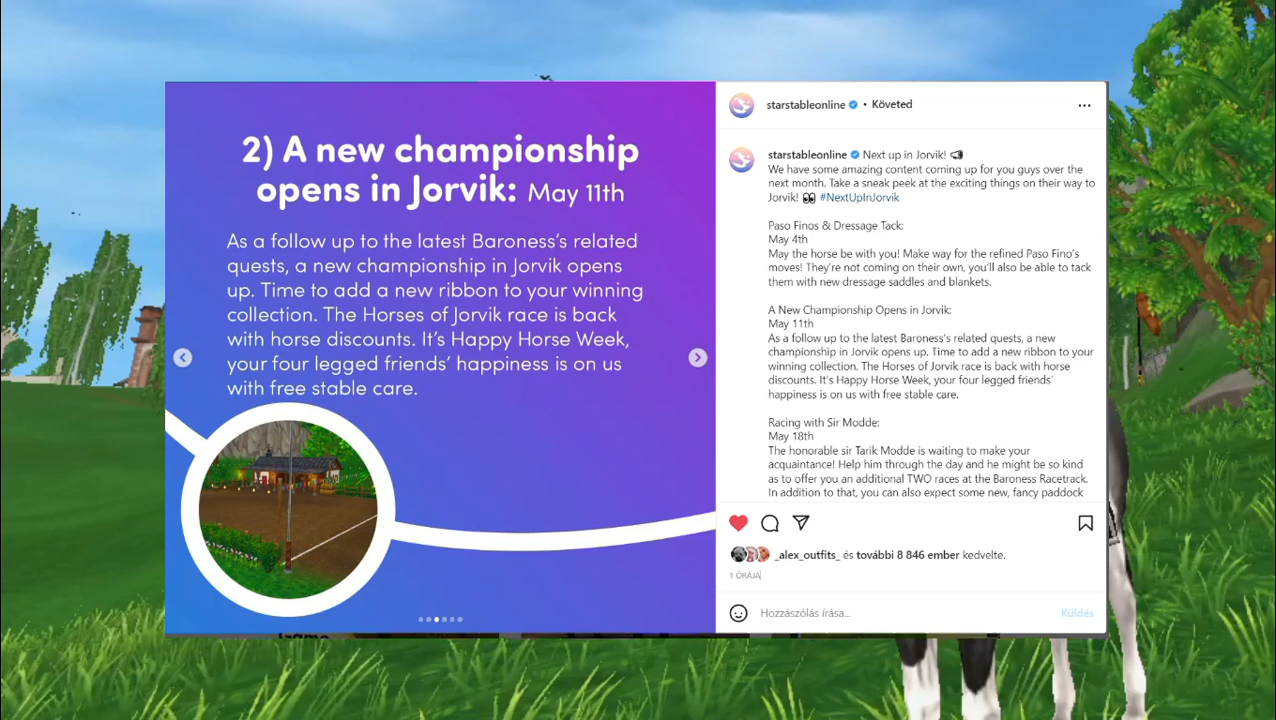 2) A new championship
opens in Jorvik: May 11th
As a follow up to the latest Baroness's related
quests, a new championship in Jorvik opens
up. Time to add a new ribbon to your winning
collection. The Horses of Jorvik race is back
with horse discounts. It's Happy Horse Week,
your four legged friends' happiness is on us
with free stable care.
starstableonline • Követed
starstableonline Next up in Jorvik!
We have some amazing content coming up for you guys over the
next month. Take a sneak peek at the exciting things on their way to
Jorvik! 👀 #NextUpInJorvik
Paso Finos & Dressage Tack:
May 4th
May the horse be with you! Make way for the refined Paso Fino's
moves! They're not coming on their own, you'll also be able to tack
them with new dressage saddles and blankets.
A New Championship Opens in Jorvik:
May 11th
As a follow up to the latest Baroness's related quests, a new
championship in Jorvik opens up. Time to add a new ribbon to your
winning collection. The Horses of Jorvik race is back with horse
discounts. It's Happy Horse Week, your four legged friends'
happiness is on us with free stable care.
Racing with Sir Modde:
May 18th
The honorable sir Tarik Modde is waiting to make your
acquaintance! Help him through the day and he might be so kind
as to offer you an additional TWO races at the Baroness Racetrack.
In addition to that, you can also expect some new, fancy paddock
_alex_outfits_ és további 8 846 ember kedvelte.
1 ÓRÁJA
Hozzászólás írása...
Küldés